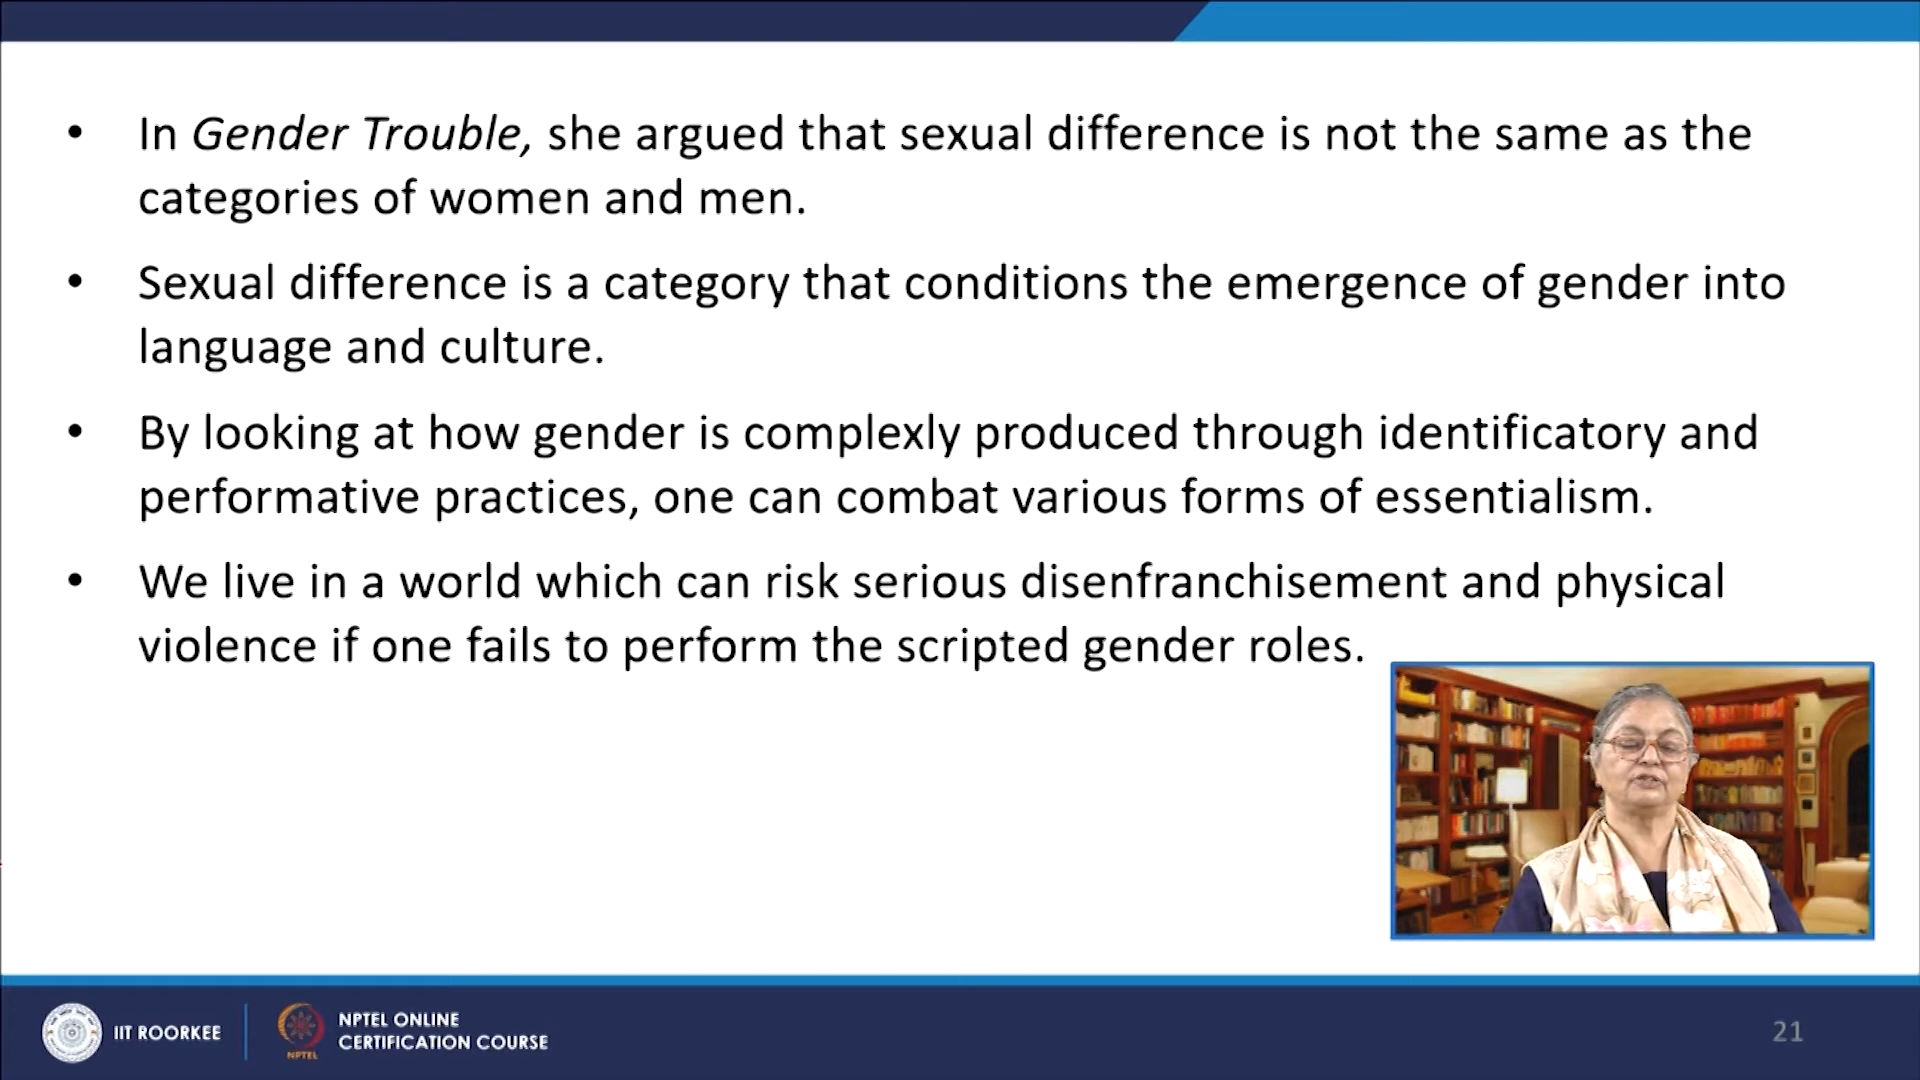 • In Gender Trouble, she argued that sexual difference is not the same as the
categories of women and men.
• Sexual difference is a category that conditions the emergence of gender into
language and culture.
• By looking at how gender is complexly produced through identificatory and
performative practices, one can combat various forms of essentialism.
• We live in a world which can risk serious disenfranchisement and physical
violence if one fails to perform the scripted gender roles.
IIT ROORKEE
NPTEL
NPTEL ONLINE
CERTIFICATION COURSE
21